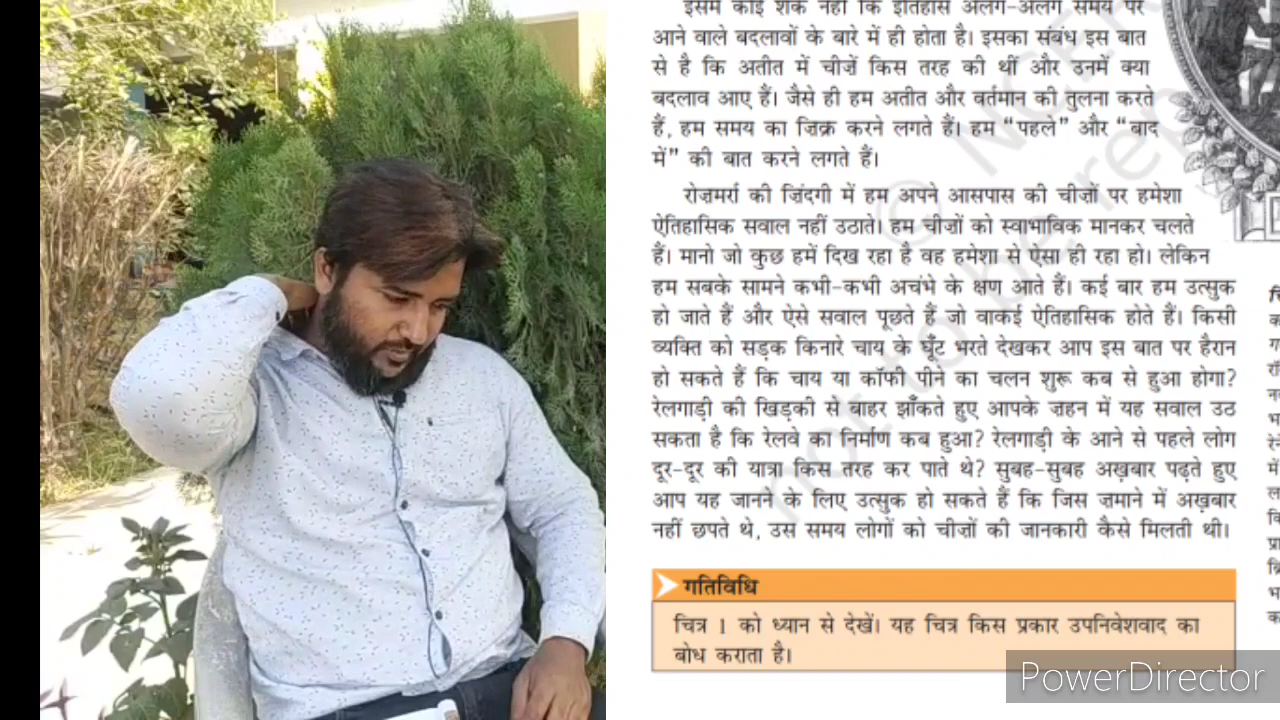 इसमें कोई शक नहीं कि इतिहास अलग-अलग समय पर
आने वाले बदलावों के बारे में ही होता है। इसका संबंध इस बात
से है कि अतीत में चीज़ें किस तरह की थीं और उनमें क्या
बदलाव आए हैं। जैसे ही हम अतीत और वर्तमान की तुलना करते
हैं, हम समय का ज़िक्र करने लगते हैं। हम “पहले” और “बाद
में” की बात करने लगते हैं।
रोज़मर्रा की ज़िंदगी में हम अपने आसपास की चीज़ों पर हमेशा
ऐतिहासिक सवाल नहीं उठाते। हम चीज़ों को स्वाभाविक मानकर चलते
हैं। मानो जो कुछ हमें दिख रहा है वह हमेशा से ऐसा ही रहा हो। लेकिन
हम सबके सामने कभी-कभी अचंभे के क्षण आते हैं। कई बार हम उत्सुक
हो जाते हैं और ऐसे सवाल पूछते हैं जो वाकई ऐतिहासिक होते हैं। किसी
व्यक्ति को सड़क किनारे चाय के घूँट भरते देखकर आप इस बात पर हैरान
हो सकते हैं कि चाय या कॉफी पीने का चलन शुरू कब से हुआ होगा?
रेलगाड़ी की खिड़की से बाहर झाँकते हुए आपके ज़हन में यह सवाल उठ
सकता है कि रेलवे का निर्माण कब हुआ? रेलगाड़ी के आने से पहले लोग
दूर-दूर की यात्रा किस तरह कर पाते थे? सुबह-सुबह अख़बार पढ़ते हुए
आप यह जानने के लिए उत्सुक हो सकते हैं कि जिस ज़माने में अख़बार
नहीं छपते थे, उस समय लोगों को चीज़ों की जानकारी कैसे मिलती थी।
गतिविधि
चित्र 1 को ध्यान से देखें। यह चित्र किस प्रकार उपनिवेशवाद का
बोध कराता है।
PowerDirector